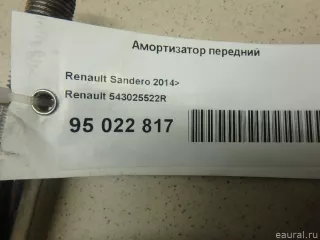 Амортизатор передний
Renault Sandero 2014>
Renault 543025522R
95 022 817
eaural.ru